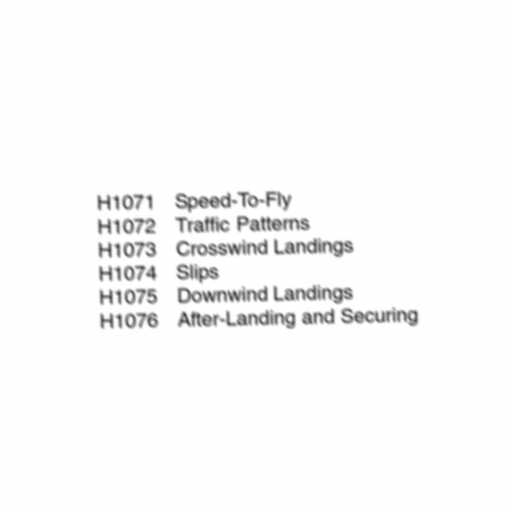 H1071 Speed-To-Fly
H1072 Traffic Patterns
H1073 Crosswind Landings
H1074 Slips
H1075 Downwind Landings
H1076 After-Landing and Securing